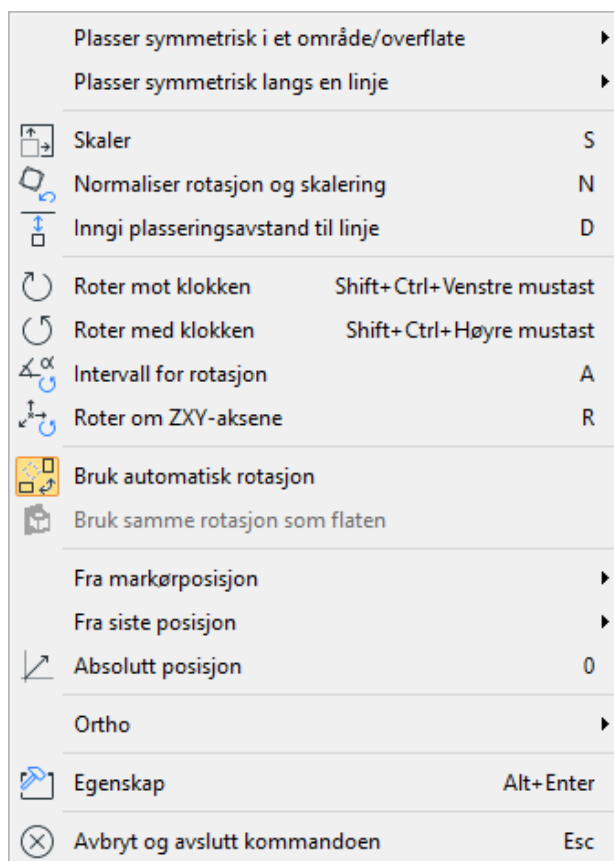 Plasser symmetrisk i et område/overflate
Plasser symmetrisk langs en linje
Skaler S
Normaliser rotasjon og skalering N
Inngi plasseringsavstand til linje D
Roter mot klokken Shift+Ctrl+Venstre mustast
Roter med klokken Shift+Ctrl+Høyre mustast
Intervall for rotasjon A
Roter om ZXY-aksene R
Bruk automatisk rotasjon
Bruk samme rotasjon som flaten
Fra markørposisjon
Fra siste posisjon
Absolutt posisjon 0
Ortho
Egenskap Alt+Enter
Avbryt og avslutt kommandoen Esc